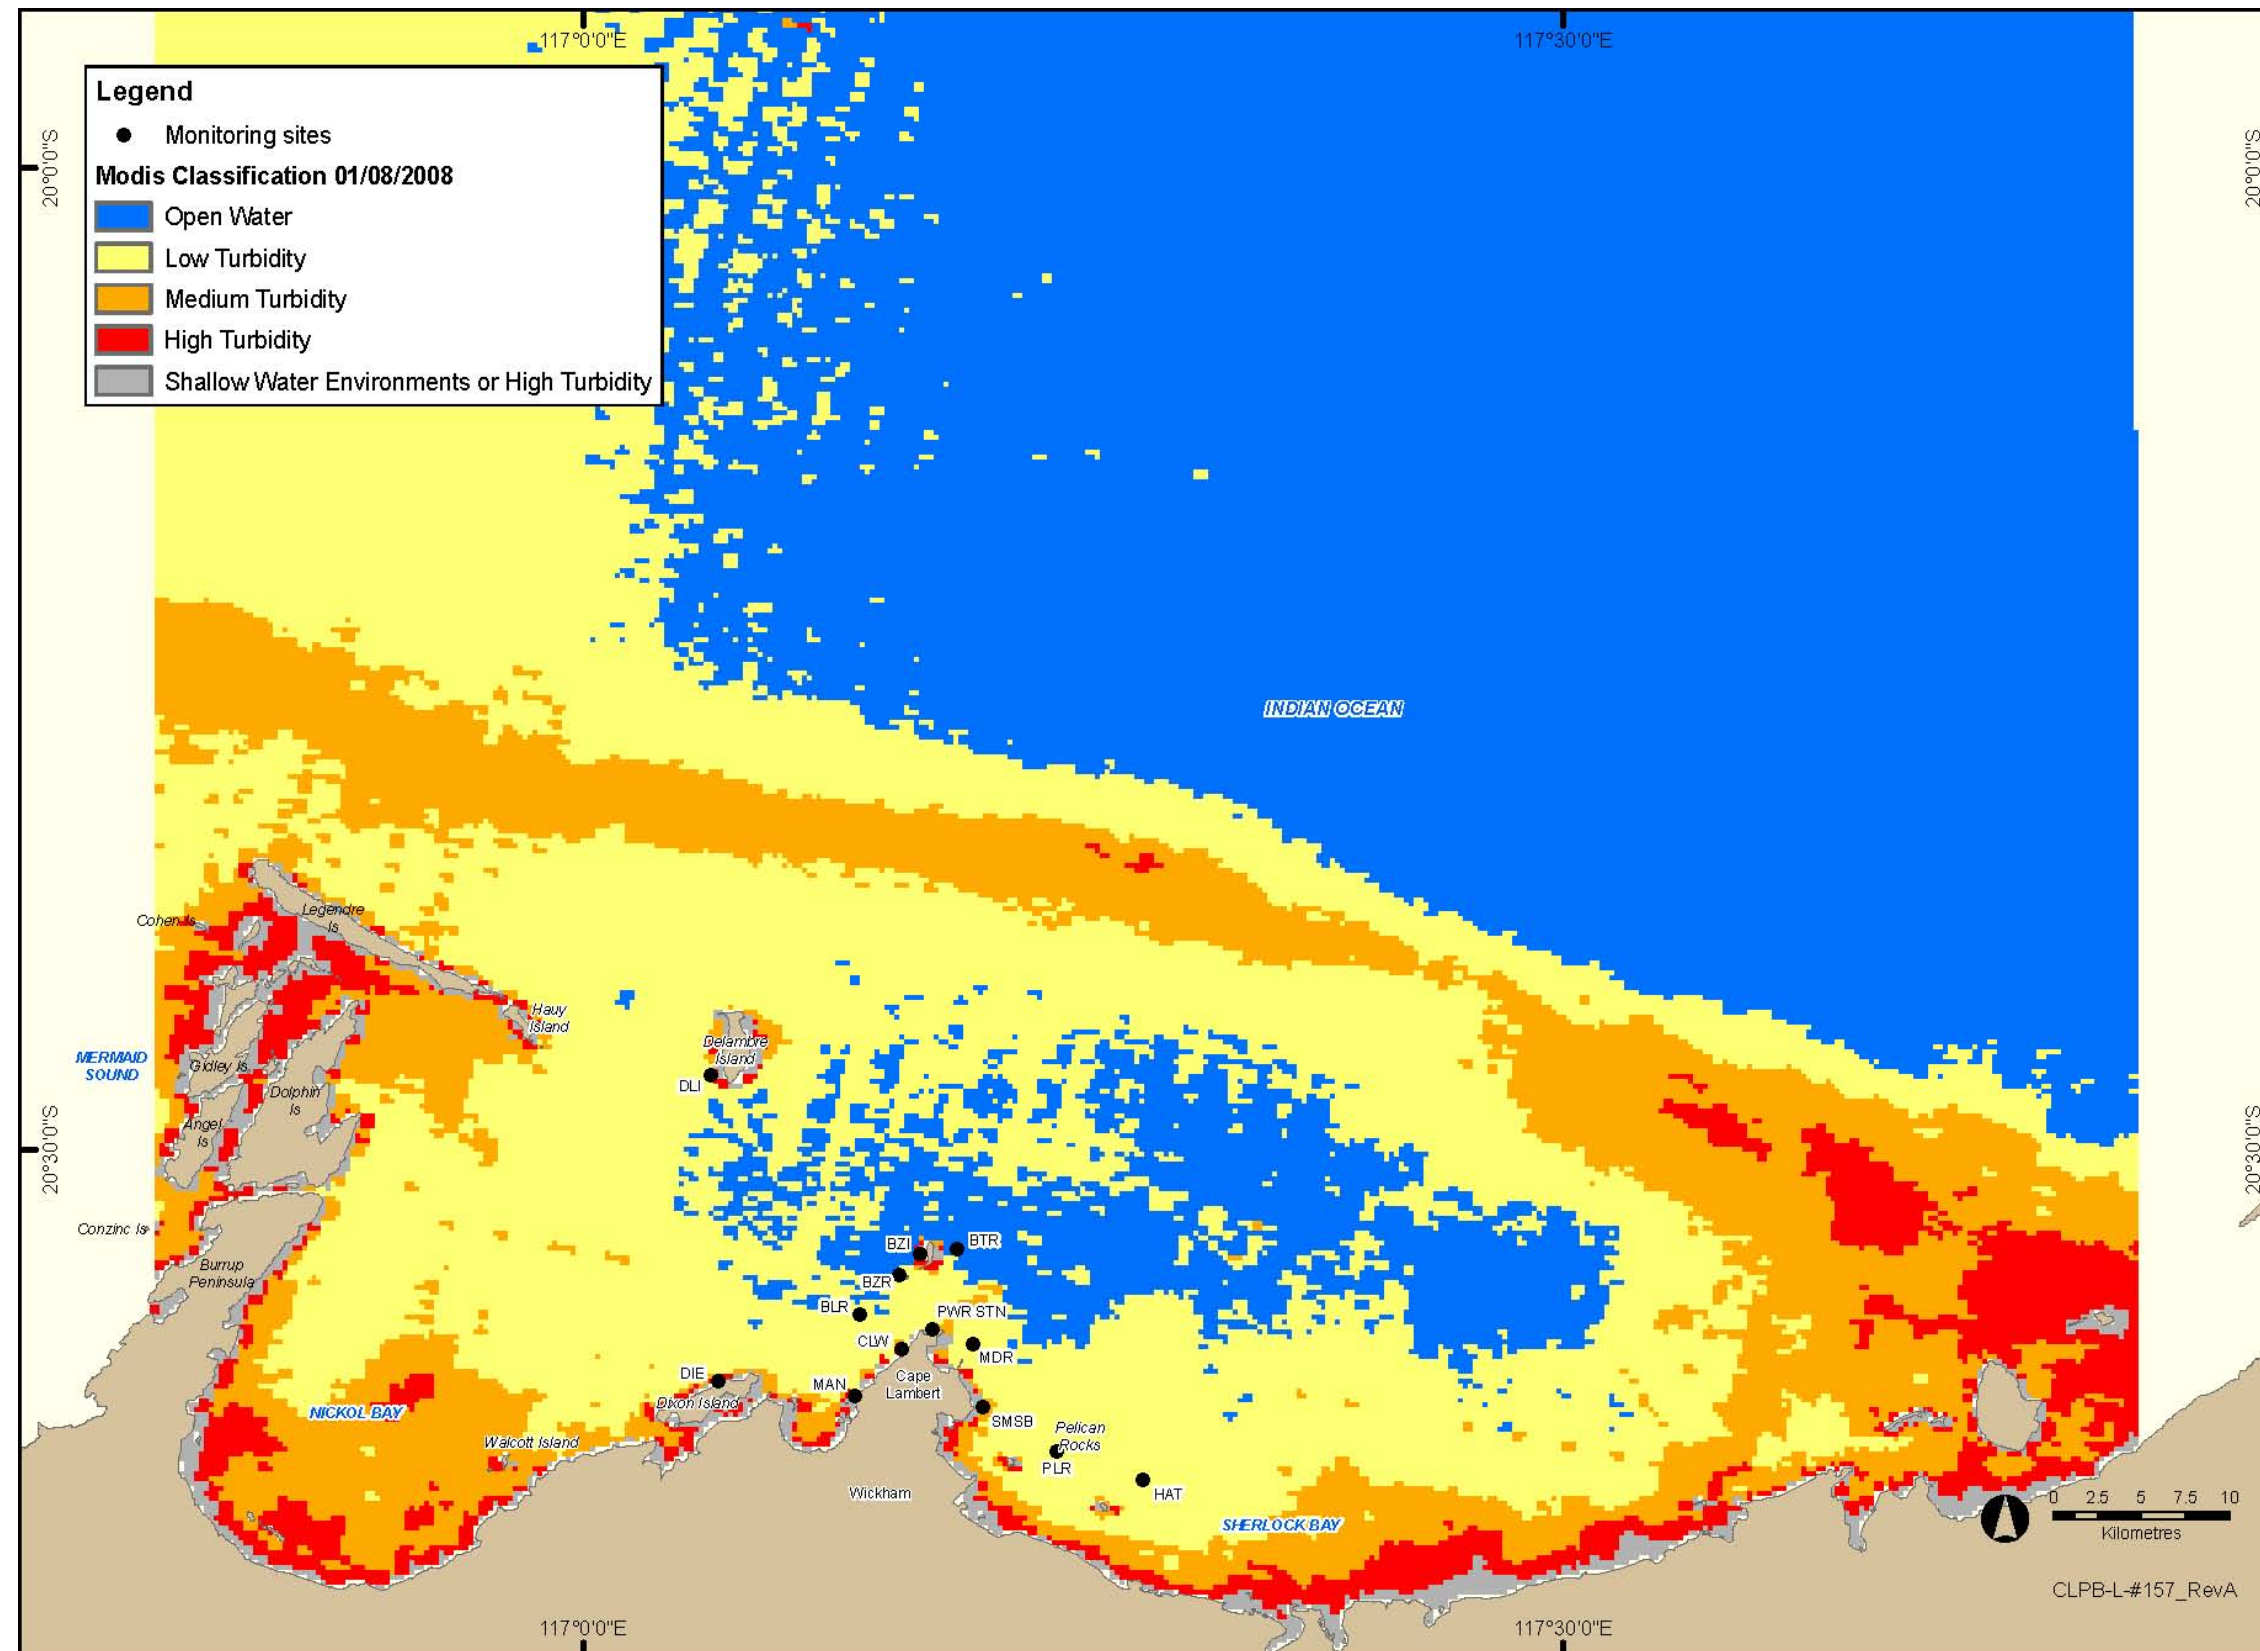 117°0'0"E
117°30'0"E
Legend
Monitoring sites
Modis Classification 01/08/2008
Open Water
Low Turbidity
Medium Turbidity
High Turbidity
Shallow Water Environments or High Turbidity
20°0'0"S
20°0'0"S
INDIAN OCEAN
Legendre
Is
Cohen Is
Hauy
Island
Delambre
Island
MERMAID
SOUND
Gidley Is
DLI
Dolphin
Is
Angel
Is
20°30'0"S
20°30'0"S
Conzinc Is
BZI
BTR
Burrup
Peninsula
BZR
BLR
PWR STN
CLW
MDR
DIE
MAN
Cape
Lambert
Dixon Island
NICKOL BAY
SMSB
Pelican
Rocks
Walcott Island
PLR
Wickham
HAT
SHERLOCK BAY
0 2.5 5 7.5 10
Kilometres
CLPB-L-#157_RevA
117°0'0"E
117°30'0"E